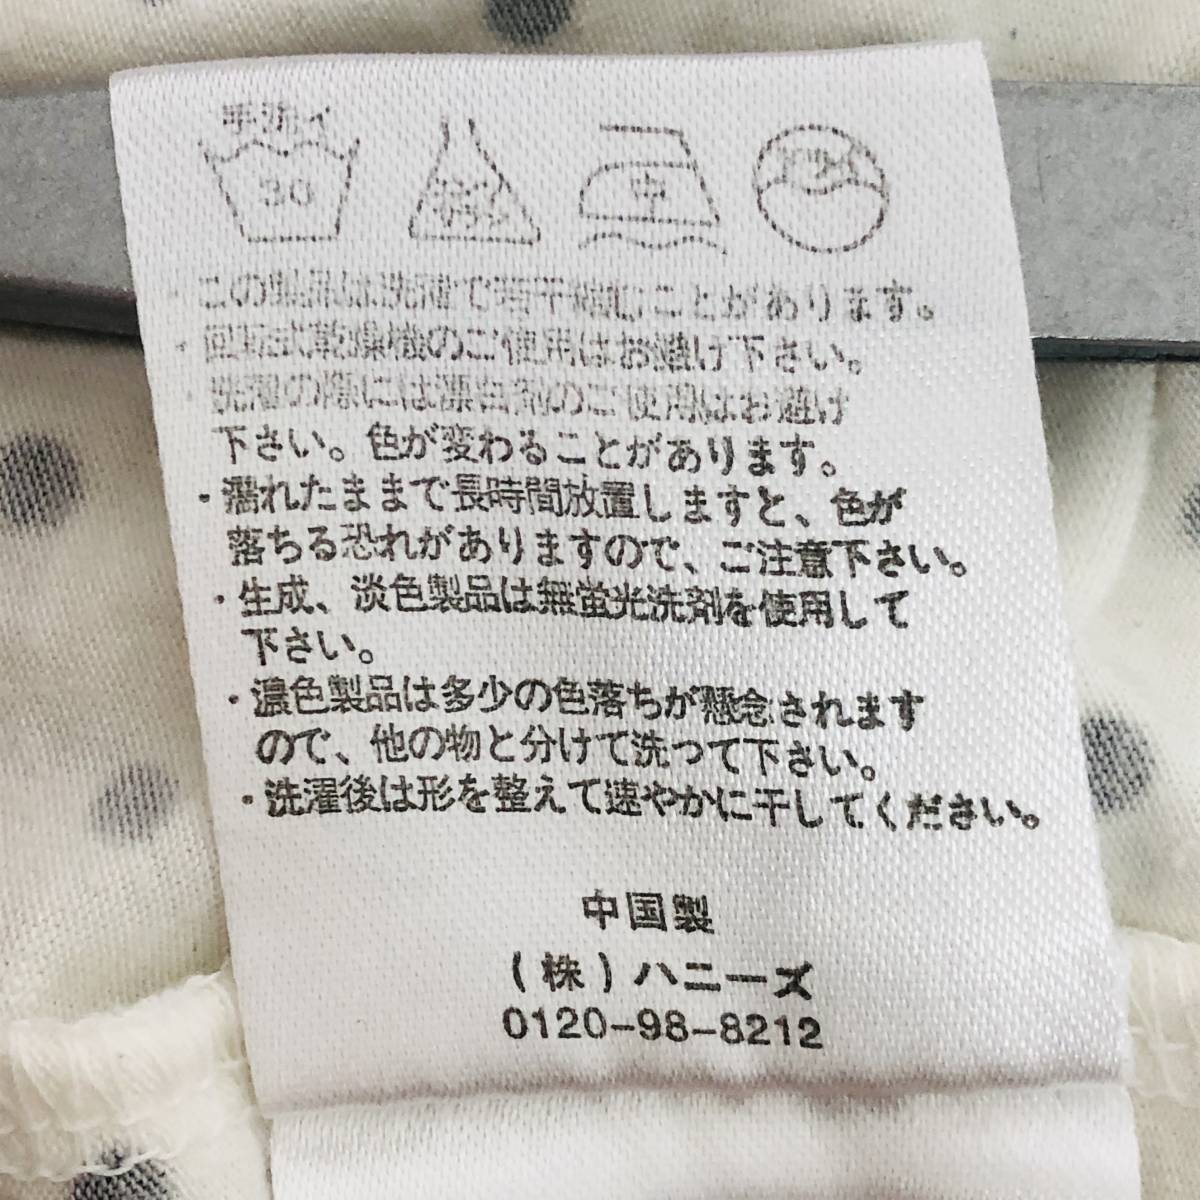 手洗イ
30
エンソ
サラシ
中
ドライ
・この製品は洗濯で若干縮むことがあります。
・回転式乾燥機のご使用はお避け下さい。
・洗濯の際には漂白剤のご使用はお避け
下さい。色が変わることがあります。
・濡れたままで長時間放置しますと、色が
落ちる恐れがありますので、ご注意下さい。
・生成、淡色製品は無蛍光洗剤を使用して
下さい。
・濃色製品は多少の色落ちが懸念されます
ので、他の物と分けて洗って下さい。
・洗濯後は形を整えて速やかに干してください。
中国製
(株)ハニーズ
0120-98-8212